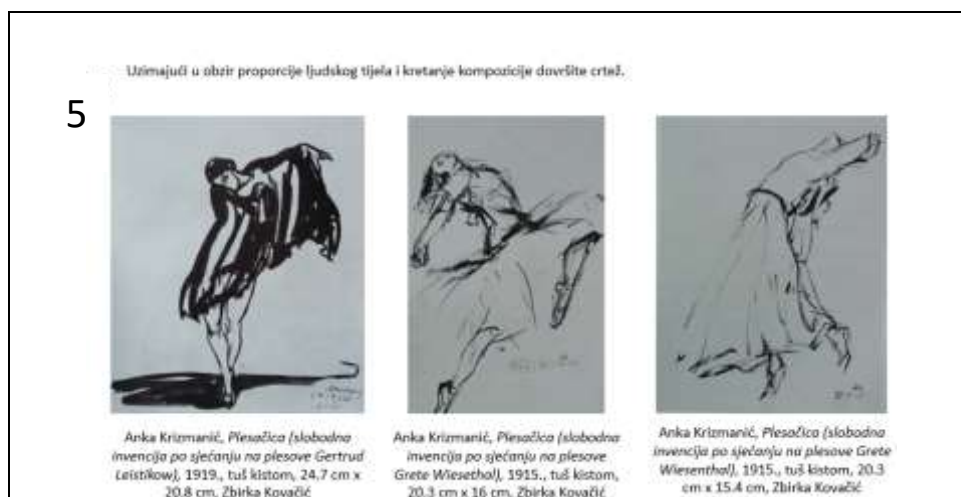 Uzimajući u obzir proporcije ljudskog tijela i kretanje kompozicije dovršite crtež.
5
Anka Krizmanić, Plesačica (slobodna
invencija po sjećanju na plesove Gertrud
Leistikow), 1919., tuš kistom, 24.7 cm x
20.8 cm, Zbirka Kovačić
Anka Krizmanić, Plesačica (slobodna
invencija po sjećanju na plesove
Grete Wiesethal), 1915., tuš kistom,
20.3 cm x 16 cm, Zbirka Kovačić
Anka Krizmanić, Plesačica (slobodna
invencija po sjećanju na plesove Grete
Wiesenthal), 1915., tuš kistom, 20.3
cm x 15.4 cm, Zbirka Kovačić